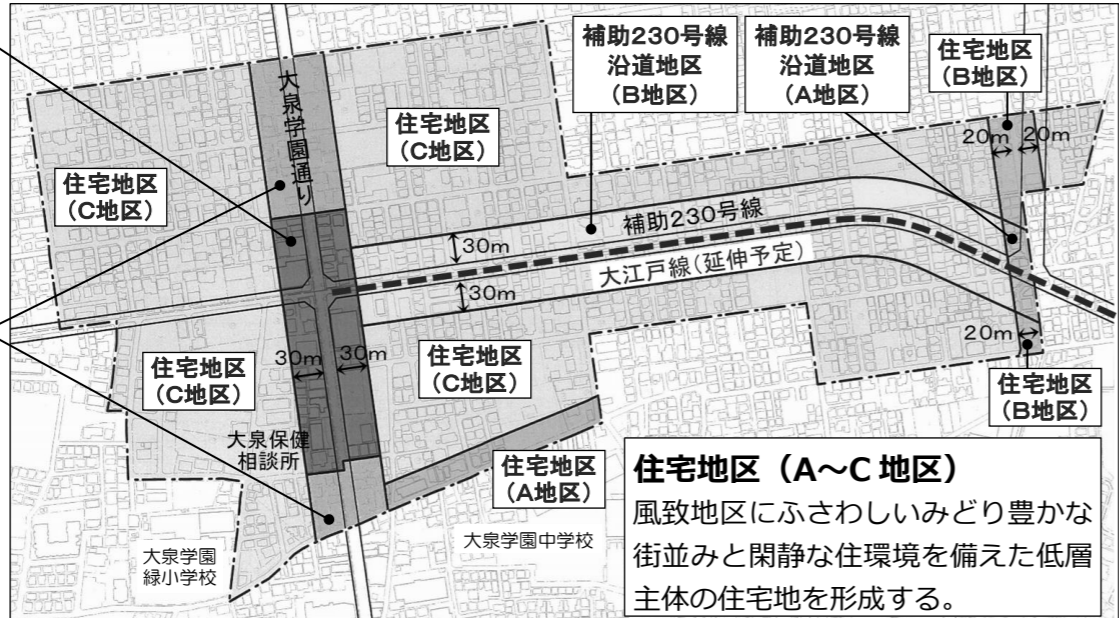 補助230号線
沿道地区
（B地区）
補助230号線
沿道地区
（A地区）
住宅地区
（B地区）
大泉学園通り
住宅地区
（C地区）
20m
20m
住宅地区
（C地区）
補助230号線
30m
大江戸線（延伸予定）
30m
30m
30m
20m
住宅地区
（C地区）
住宅地区
（C地区）
住宅地区
（B地区）
大泉保健
相談所
住宅地区
（A地区）
大泉学園
緑小学校
大泉学園中学校
住宅地区（A～C 地区）
風致地区にふさわしいみどり豊かな
街並みと閑静な住環境を備えた低層
主体の住宅地を形成する。